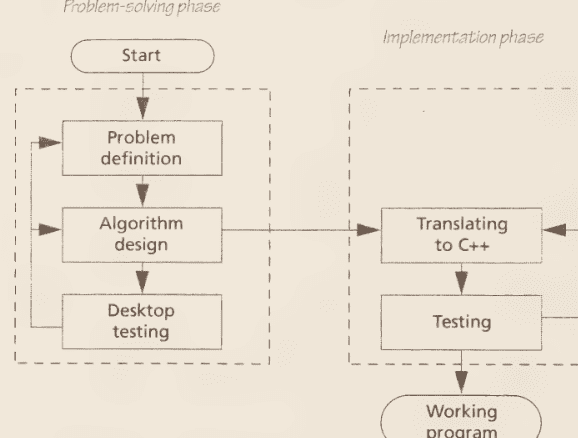 Problem-solving phase
Start
Problem
definition
Algorithm
design
Desktop
testing
Implementation phase
Translating
to C++
Testing
Working
program